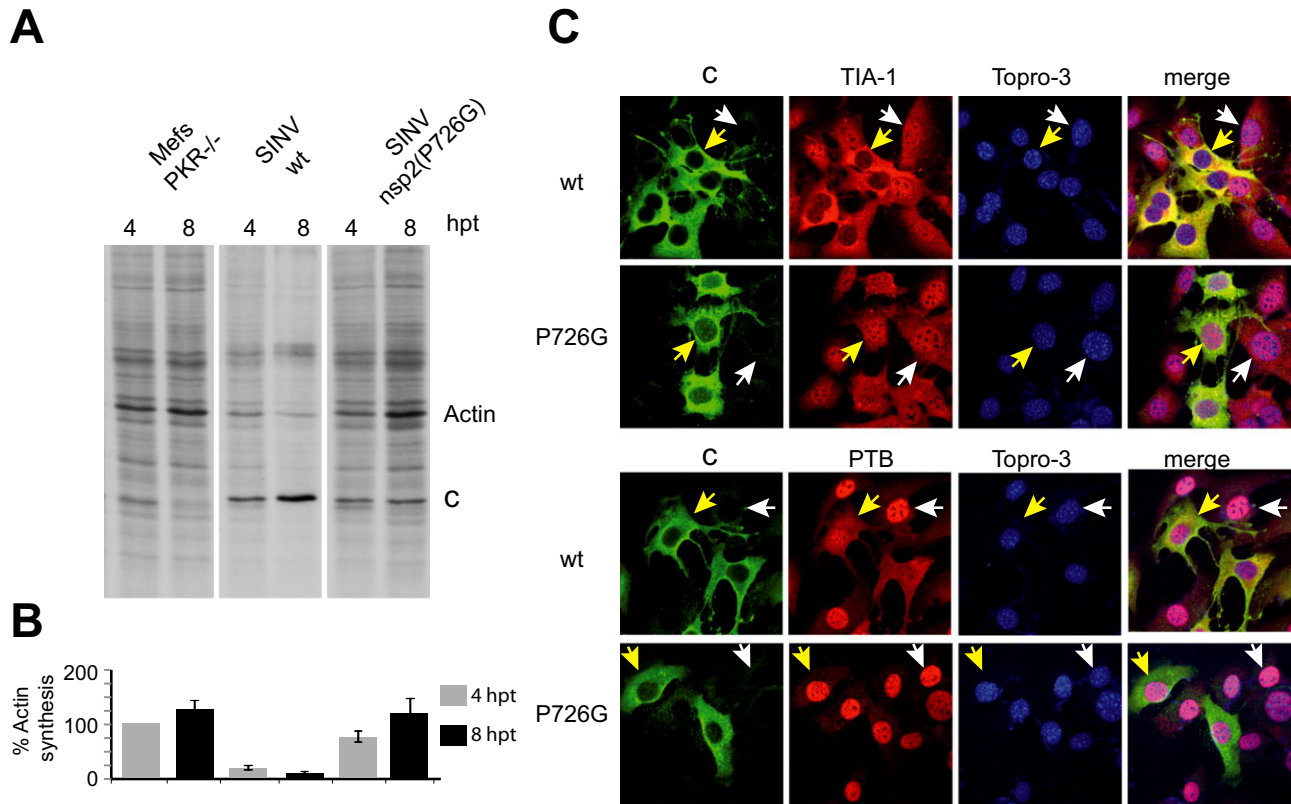 A
Mefs
PKR-/-
SINV
wt
SINV
nsp2(P726G)
4 8 4 8 4 8 hpt
Actin
C
B
% Actin
synthesis
200
100
0
4 hpt
8 hpt
C
C TIA-1 Topro-3 merge
wt
P726G
C PTB Topro-3 merge
wt
P726G